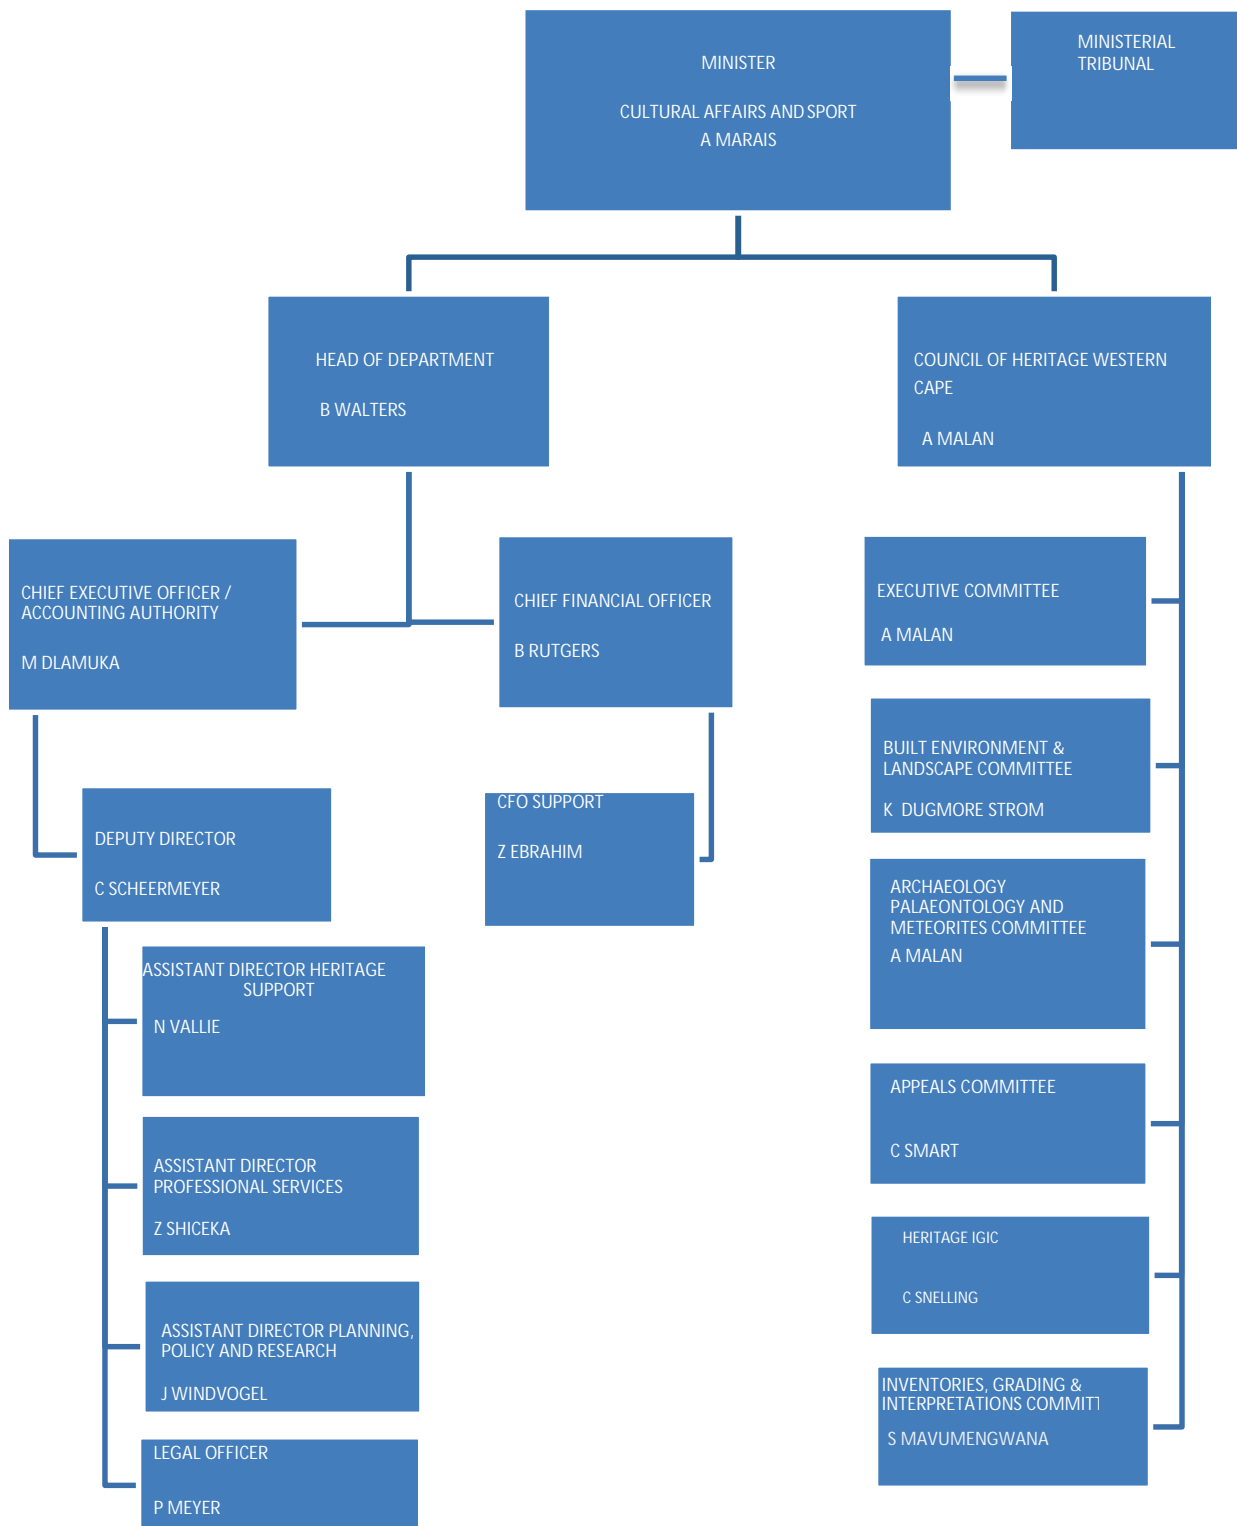 MINISTER
CULTURAL AFFAIRS AND SPORT
A MARAIS
MINISTERIAL
TRIBUNAL
HEAD OF DEPARTMENT
B WALTERS
COUNCIL OF HERITAGE WESTERN
CAPE
A MALAN
CHIEF EXECUTIVE OFFICER /
ACCOUNTING AUTHORITY
M DLAMUKA
CHIEF FINANCIAL OFFICER
B RUTGERS
EXECUTIVE COMMITTEE
A MALAN
BUILT ENVIRONMENT &
LANDSCAPE COMMITTEE
K DUGMORE STROM
DEPUTY DIRECTOR
C SCHEERMEYER
CFO SUPPORT
Z EBRAHIM
ARCHAEOLOGY
PALAEONTOLOGY AND
METEORITES COMMITTEE
A MALAN
ASSISTANT DIRECTOR HERITAGE
SUPPORT
N VALLIE
APPEALS COMMITTEE
C SMART
ASSISTANT DIRECTOR
PROFESSIONAL SERVICES
Z SHICEKA
HERITAGE IGIC
C SNELLING
ASSISTANT DIRECTOR PLANNING,
POLICY AND RESEARCH
J WINDVOGEL
INVENTORIES, GRADING &
INTERPRETATIONS COMMITT
S MAVUMENGWANA
LEGAL OFFICER
P MEYER